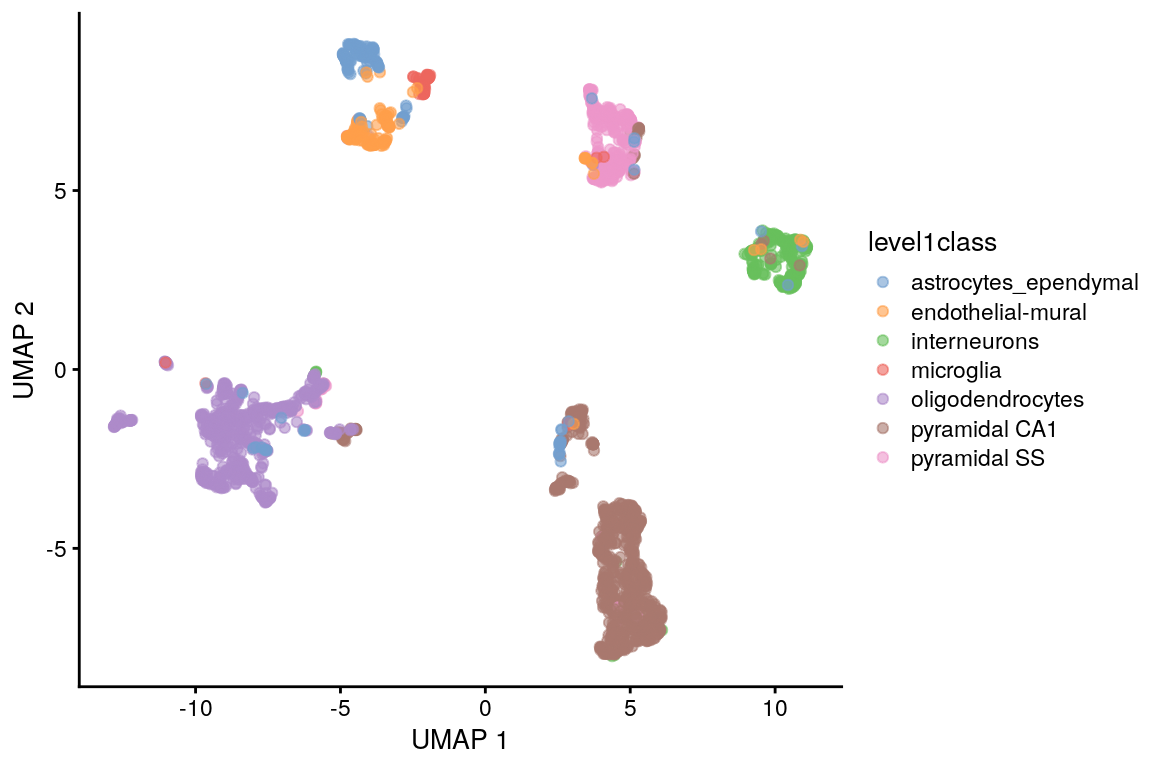 UMAP 2
5
0
-5
-10
-5
0
5
10
UMAP 1
level1class
astrocytes_ependymal
endothelial-mural
interneurons
microglia
oligodendrocytes
pyramidal CA1
pyramidal SS